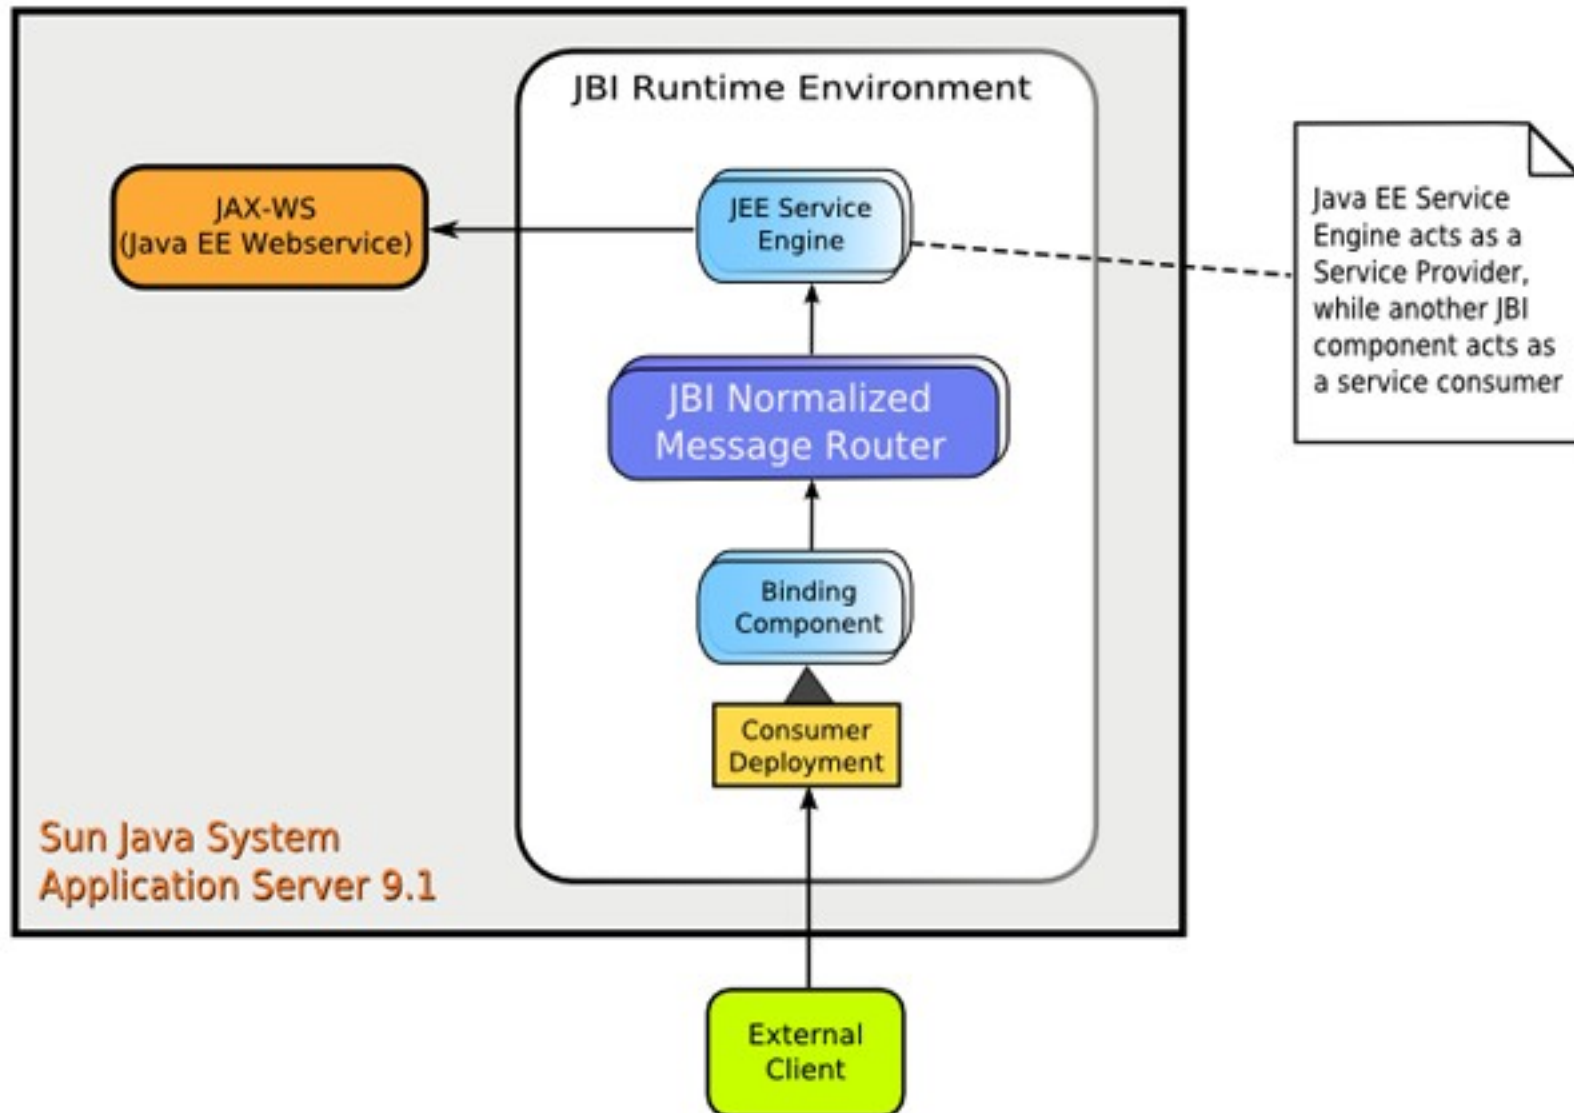 JBI Runtime Environment
JAX-WS
(Java EE Webservice)
JEE Service
Engine
Java EE Service
Engine acts as a
Service Provider,
while another JBI
component acts as
a service consumer
JBI Normalized
Message Router
Binding
Component
Consumer
Deployment
Sun Java System
Application Server 9.1
External
Client